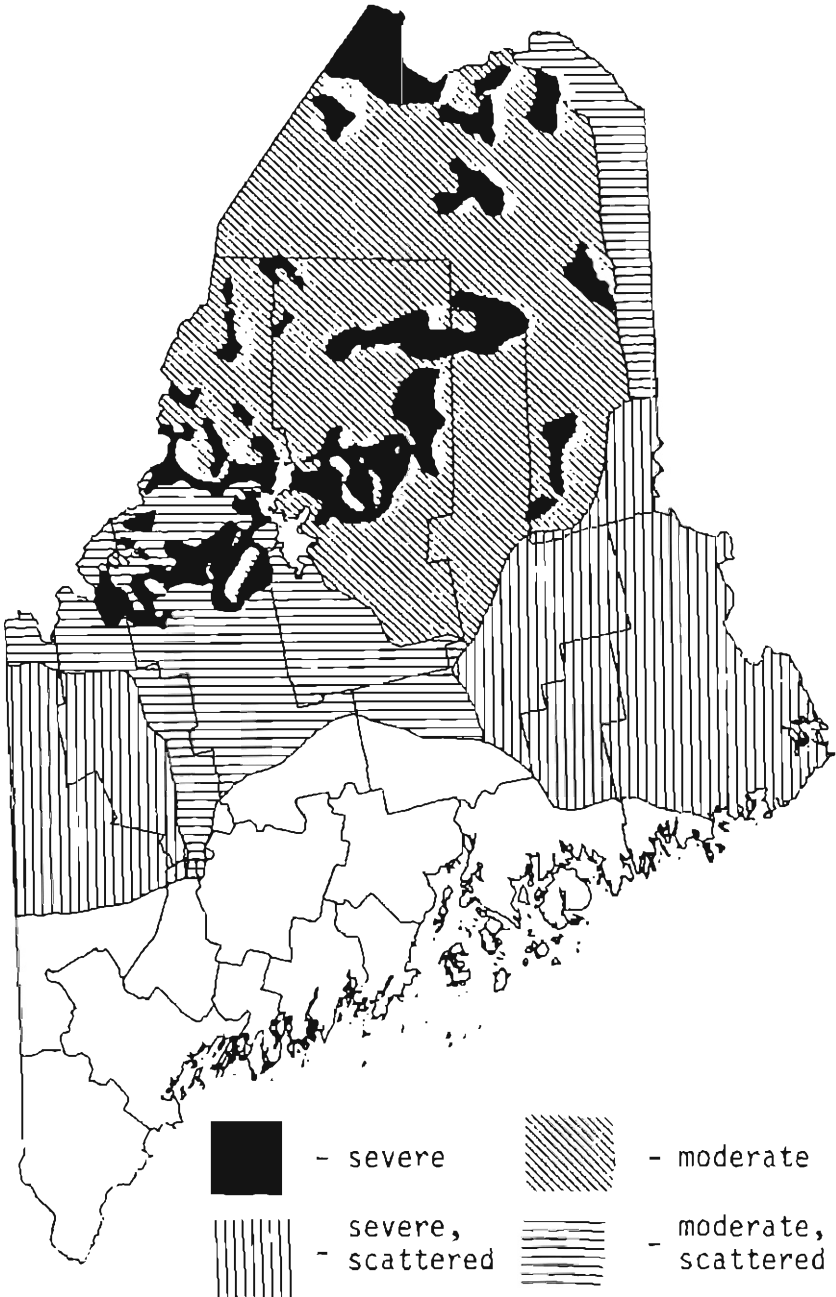 - severe
- moderate
- severe,
scattered
- moderate,
scattered